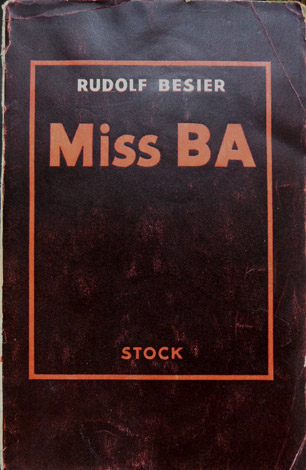 RUDOLF BESIER
Miss BA
STOCK